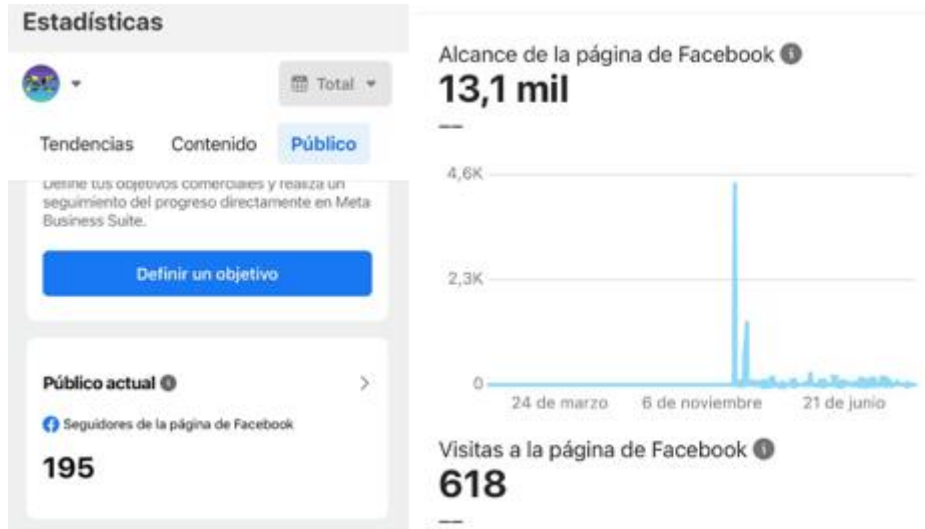 Estadísticas
Total
Tendencias Contenido Público
Define tus objetivos comerciales y realiza un
seguimiento del progreso directamente en Meta
Business Suite.
Definir un objetivo
Público actual
Seguidores de la página de Facebook
195
Alcance de la página de Facebook
13,1 mil
--
4,6K
2,3K
0
24 de marzo 6 de noviembre 21 de junio
Visitas a la página de Facebook
618
--